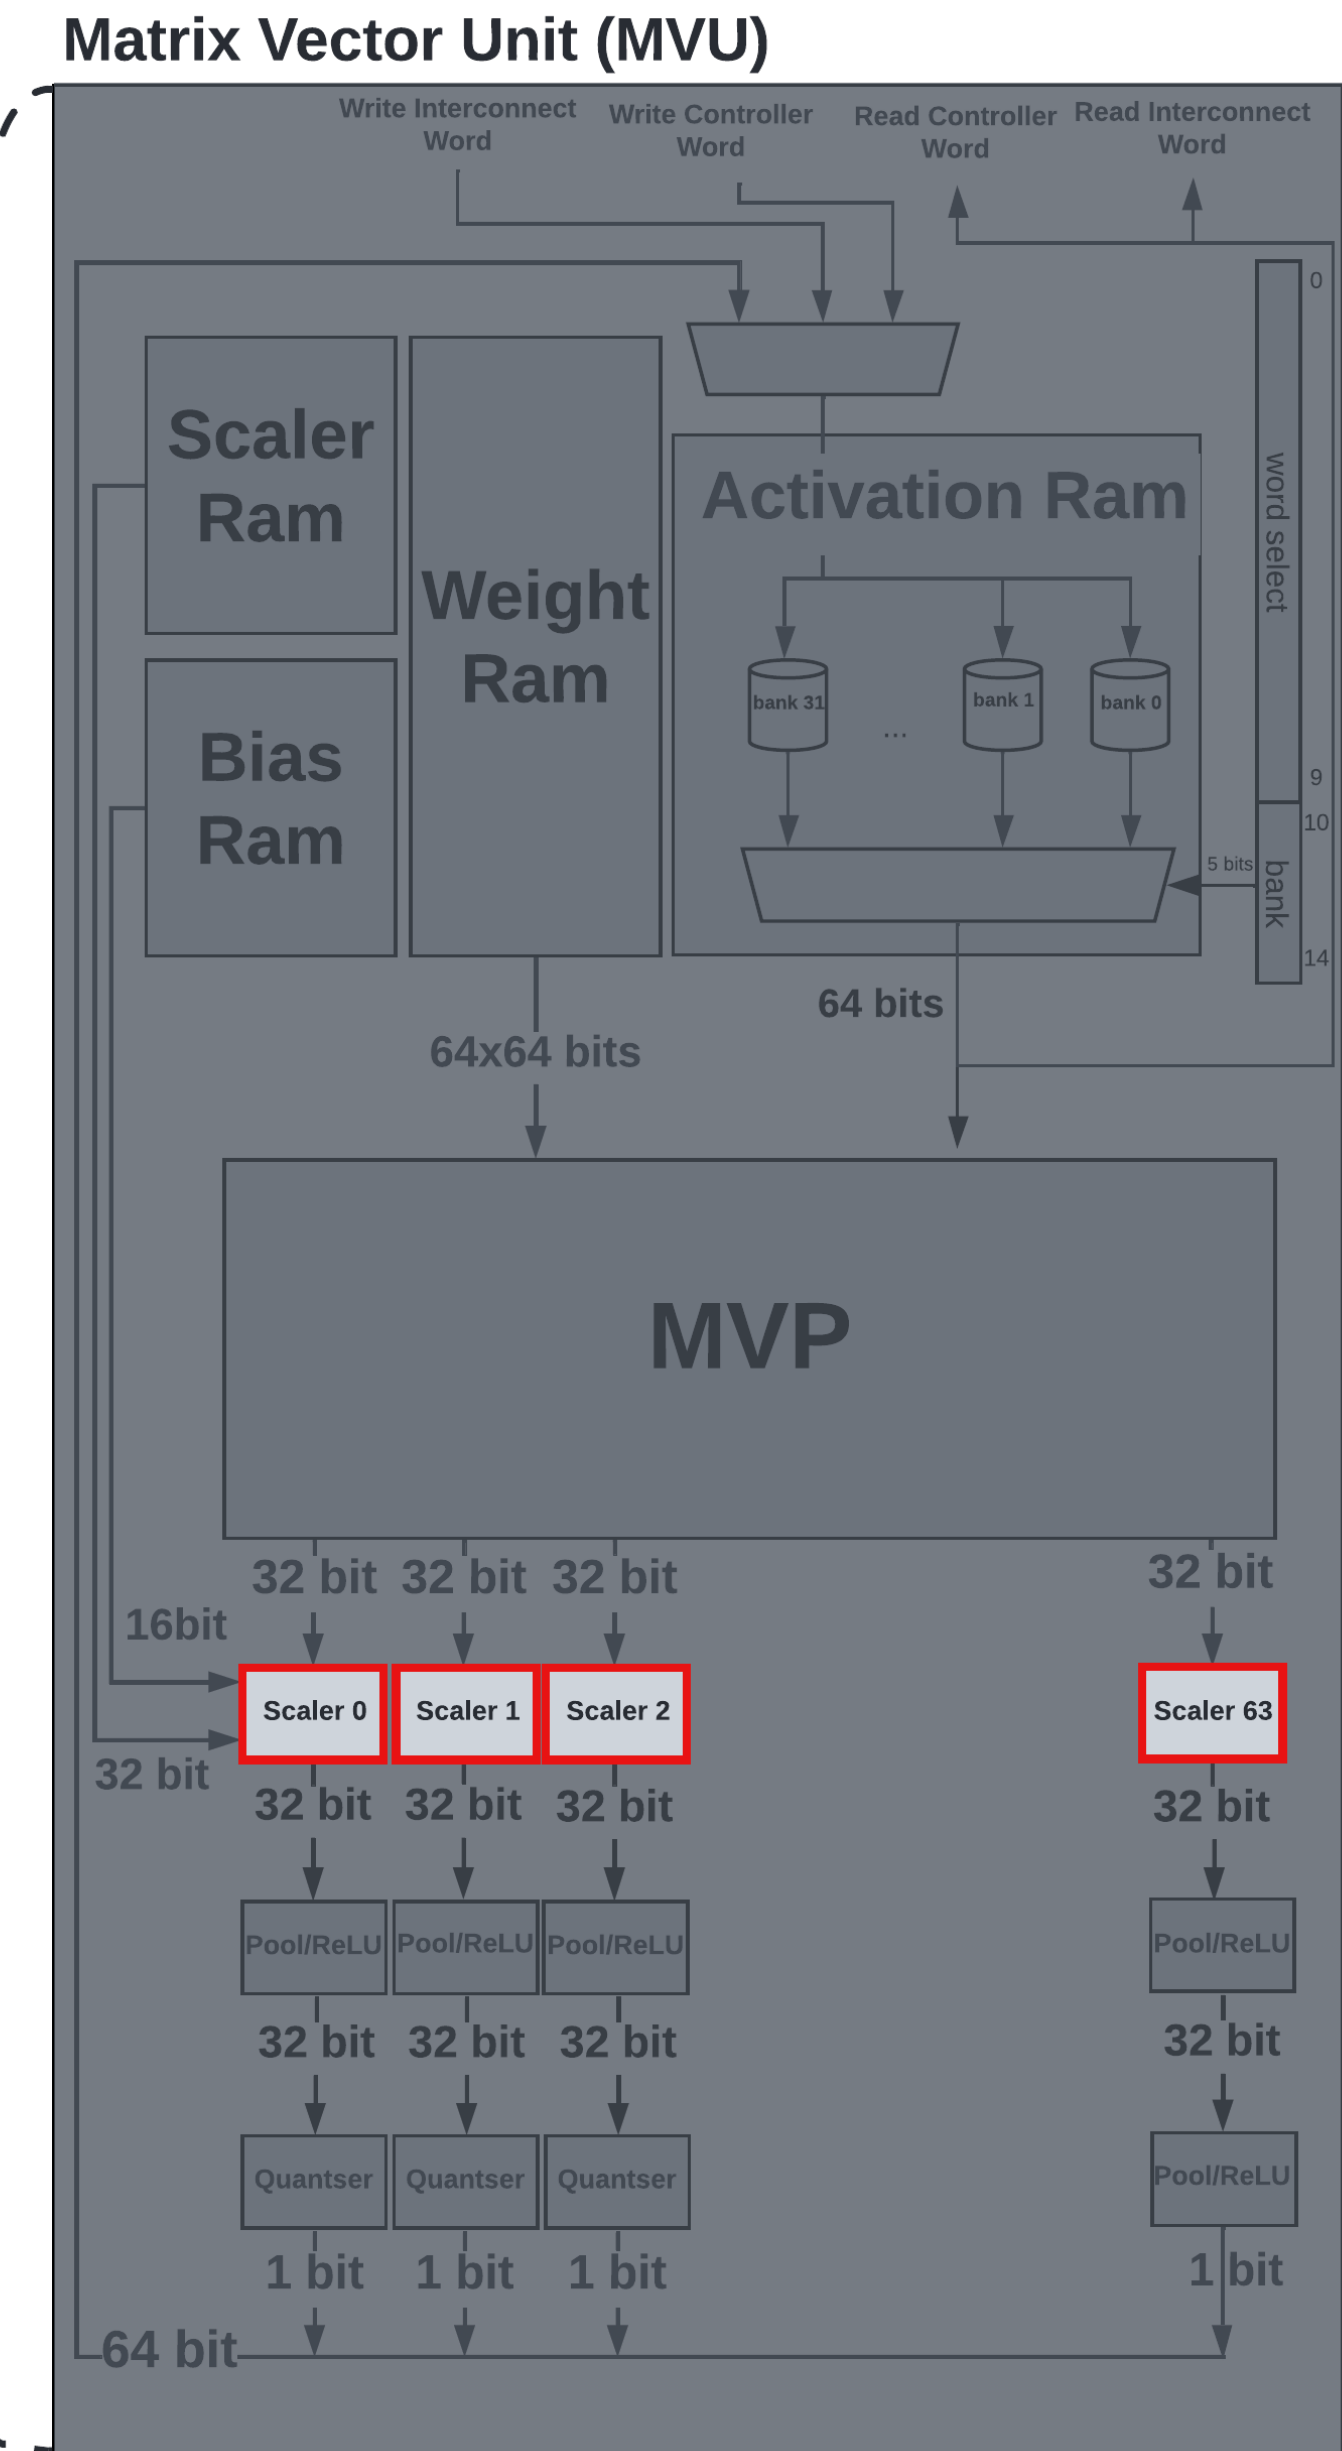 Matrix Vector Unit (MVU)
Write Interconnect
Word
Write Controller
Word
Read Controller
Word
Read Interconnect
Word
0
word select
9
10
bank
14
5 bits
Scaler
Ram
Weight
Ram
Bias
Ram
Activation Ram
bank 31
...
bank 1
bank 0
64 bits
64x64 bits
MVP
32 bit
32 bit
32 bit
32 bit
16bit
32 bit
Scaler 0
Scaler 1
Scaler 2
Scaler 63
32 bit
32 bit
32 bit
32 bit
Pool/ReLU
Pool/ReLU
Pool/ReLU
Pool/ReLU
32 bit
32 bit
32 bit
32 bit
Quantser
Quantser
Quantser
Pool/ReLU
1 bit
1 bit
1 bit
1 bit
64 bit